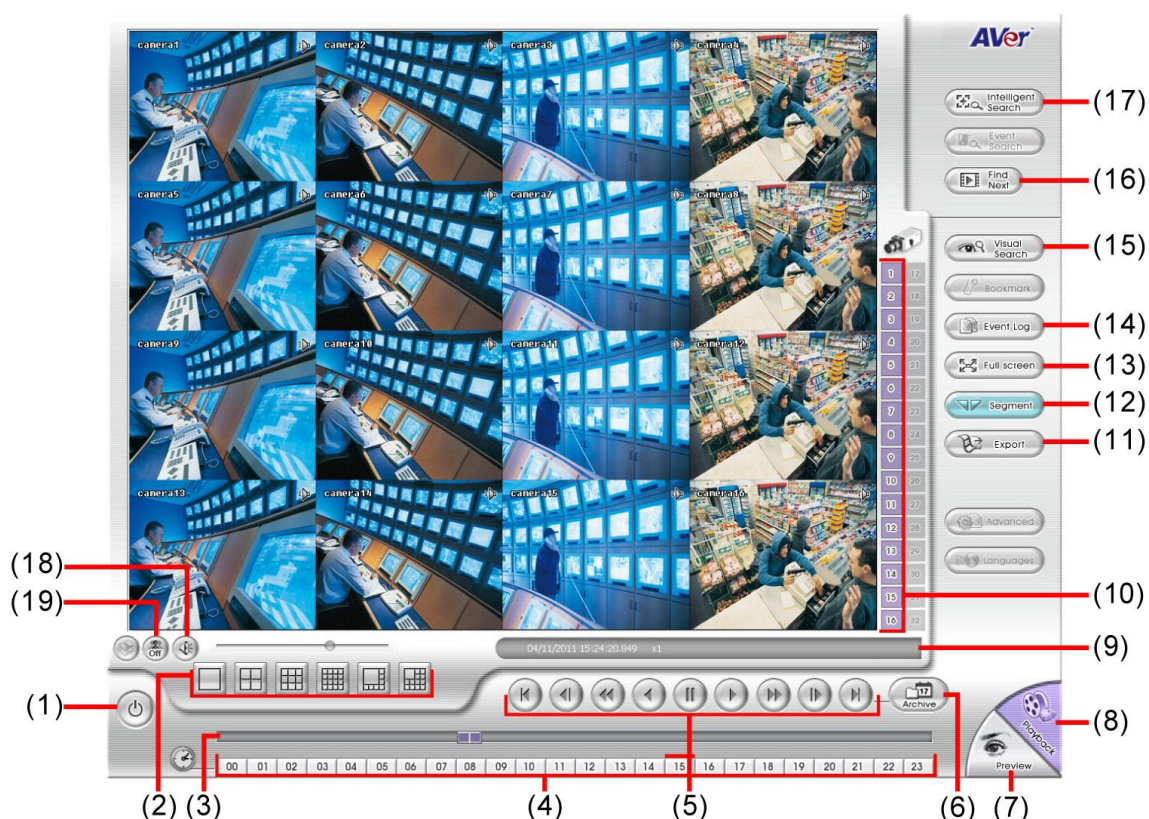 camera1
camera2
camera3
camera4
AVer
Intelligent
Search
(17)
Event
Search
Find
Next
(16)
camera5
camera6
camera7
camera8
Visual
Search
(15)
1 17
2 18
3 19
4 20
5 21
6 22
7 23
8 24
9 25
10 26
11 27
12 28
13 29
14 30
15
16 32
Bookmark
Event Log
(14)
camera9
camera10
camera11
camera12
Full screen
(13)
Segment
(12)
Export
(11)
camera13
camera14
camera15
camera16
Advanced
Languages
(10)
(18)
(19)
Off
04/11/2011 15:24:20.849 x1
(9)
(1)
17
Archive
Playback
(8)
Preview
00 01 02 03 04 05 06 07 08 09 10 11 12 13 14 15 16 17 18 19 20 21 22 23
(2) (3) (4) (5) (6) (7)